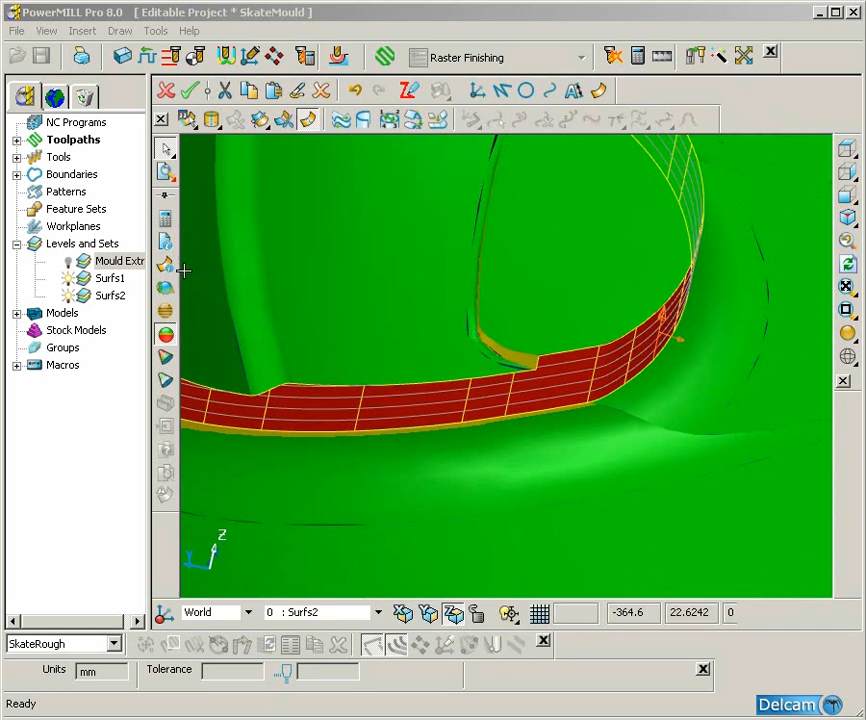 PowerMILL Pro 8.0    [ Editable Project * SkateMould ]
File View Insert Draw Tools Help
Raster Finishing
NC Programs
Toolpaths
Tools
Boundaries
Patterns
Feature Sets
Workplanes
Levels and Sets
Mould Extr
Surfs1
Surfs2
Models
Stock Models
Groups
Macros
Z
Y
World
0 : Surfs2
-364.6
22.6242
0
SkateRough
Units mm Tolerance
Ready
Delcam